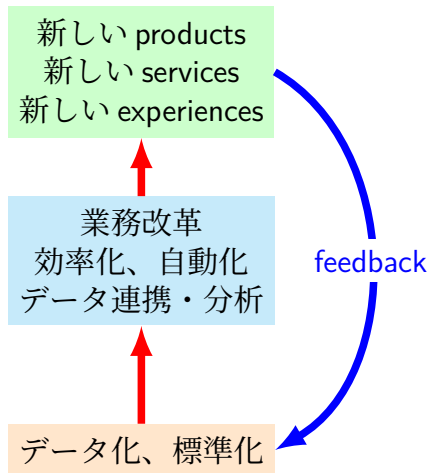 新しい products
新しい services
新しい experiences
業務改革
効率化、自動化
データ連携・分析
feedback
データ化、標準化